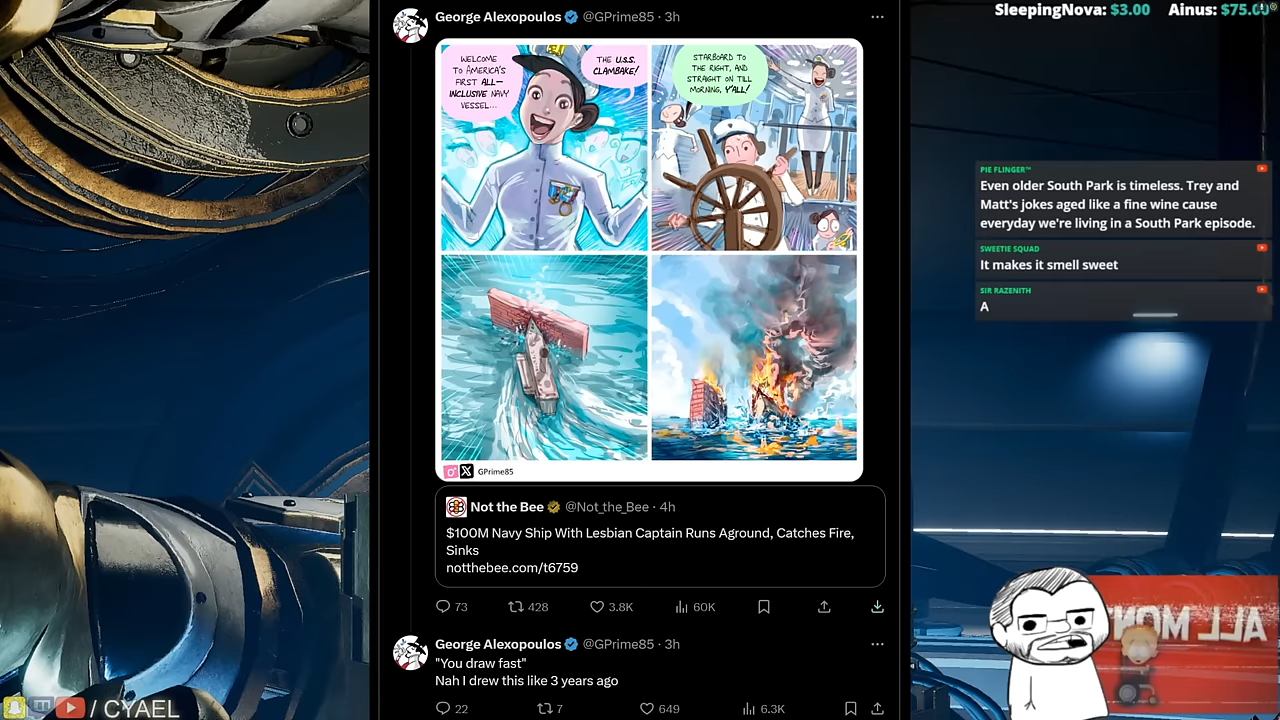 George Alexopoulos @GPrime85 · 3h
WELCOME
TO AMERICA'S
FIRST ALL-
INCLUSIVE NAVY
VESSEL...
THE U.S.S.
CLAMBAKE!
STARBOARD TO
THE RIGHT, AND
STRAIGHT ON TILL
MORNING, Y'ALL!
GPrime85
Not the Bee @Not_the_Bee · 4h
$100M Navy Ship With Lesbian Captain Runs Aground, Catches Fire,
Sinks
notthebee.com/t6759
73 428 3.8K 60K
George Alexopoulos @GPrime85 · 3h
"You draw fast"
Nah I drew this like 3 years ago
22 7 649 6.3K
SleepingNova: $3.00 Ainus: $75.00
PIE FLINGER™
Even older South Park is timeless. Trey and
Matt's jokes aged like a fine wine cause
everyday we're living in a South Park episode.
SWEETIE SQUAD
It makes it smell sweet
SIR RAZENITH
A
ALL MON
/ CYAEL